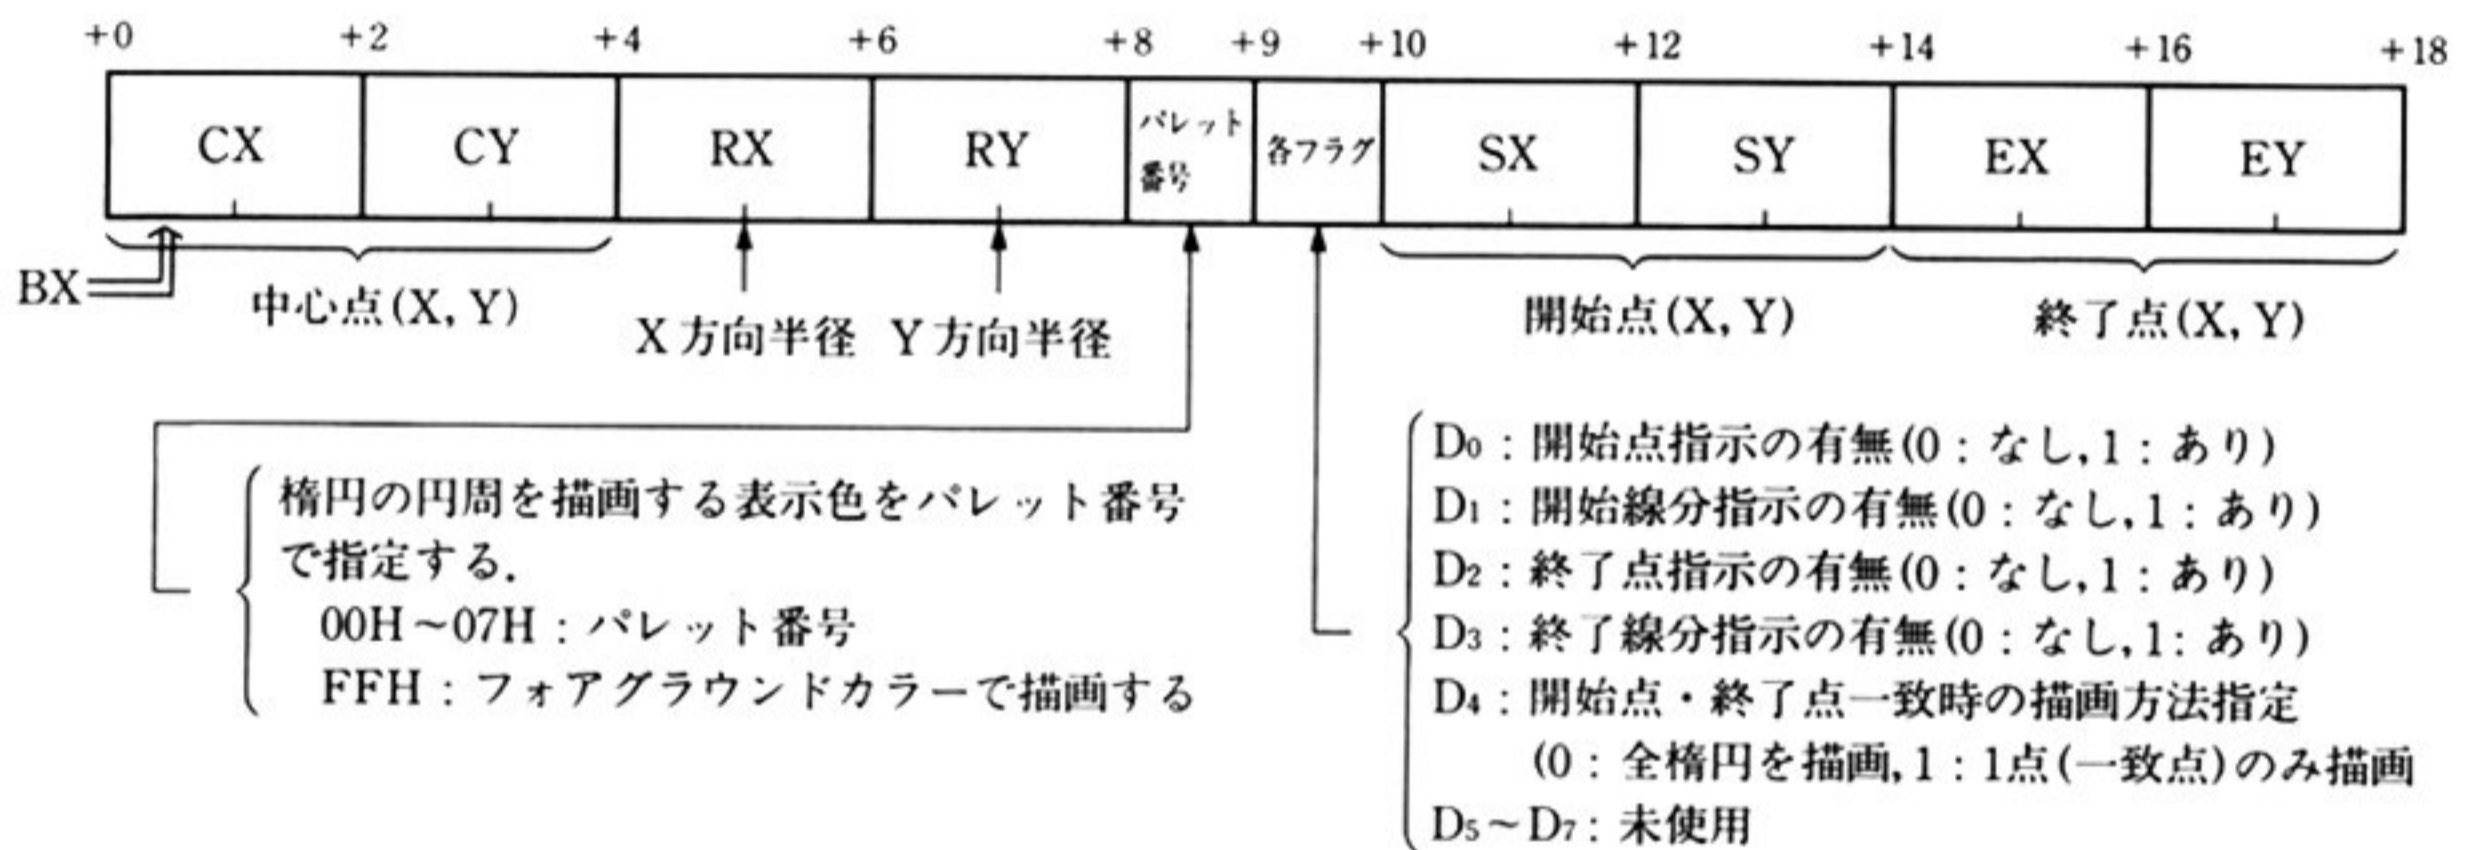 +0 +2 +4 +6 +8 +9 +10 +12 +14 +16 +18
CX CY RX RY パレット番号 各フラグ SX SY EX EY
BX
中心点(X, Y)
X方向半径 Y方向半径
開始点(X, Y)
終了点(X, Y)
楕円の円周を描画する表示色をパレット番号
で指定する.
00H~07H : パレット番号
FFH : フォアグラウンドカラーで描画する
D0 : 開始点指示の有無(0 : なし, 1 : あり)
D1 : 開始線分指示の有無(0 : なし, 1 : あり)
D2 : 終了点指示の有無(0 : なし, 1 : あり)
D3 : 終了線分指示の有無(0 : なし, 1 : あり)
D4 : 開始点・終了点一致時の描画方法指定
(0 : 全楕円を描画, 1 : 1点(一致点)のみ描画
D5~D7 : 未使用